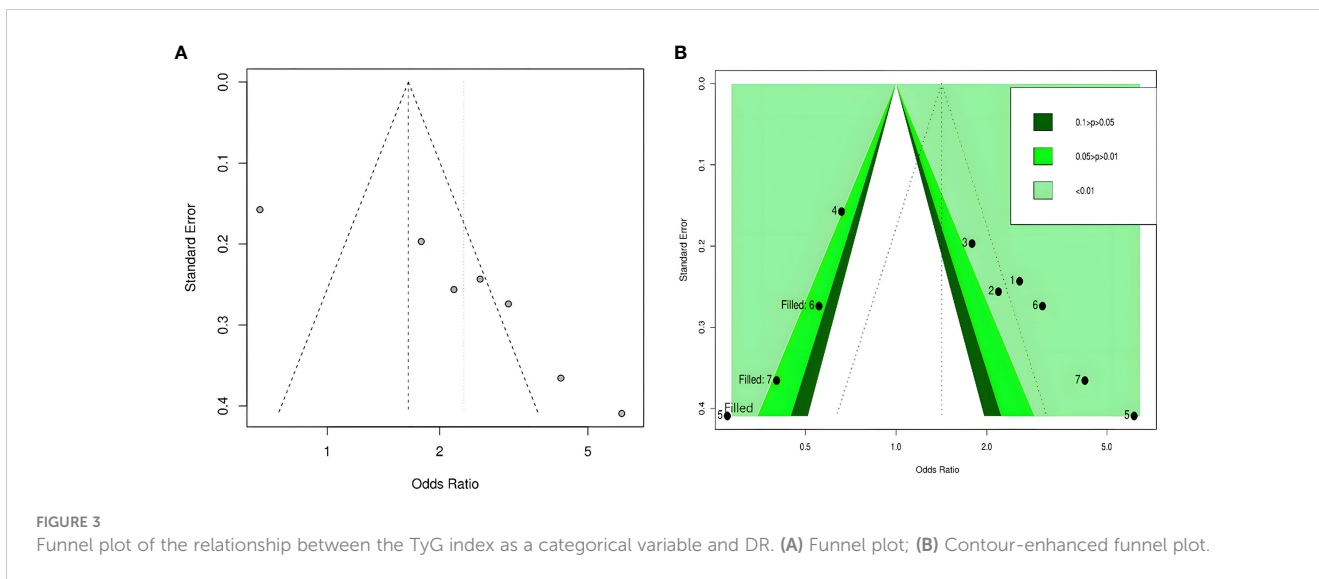 A
0.0
0.1
0.2
0.3
0.4
Standard Error
1
2
5
Odds Ratio
B
0.0
0.1
0.2
0.3
0.4
Standard Error
0.1>p>0.05
0.05>p>0.01
<0.01
4
3
1
2
Filled: 6
6
Filled: 7
7
Filled
5
5
0.5
1.0
2.0
5.0
Odds Ratio
FIGURE 3
Funnel plot of the relationship between the TyG index as a categorical variable and DR. (A) Funnel plot; (B) Contour-enhanced funnel plot.